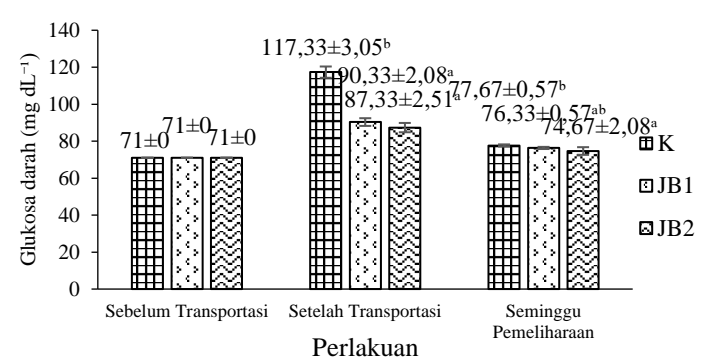 Glukosa darah (mg dL⁻¹)
140
120
100
80
60
40
20
0
71±0
71±0
71±0
117,33±3,05ᵇ
90,33±2,08ᵃ
87,33±2,51ᵃ
77,67±0,57ᵇ
76,33±0,57ᵃᵇ
74,67±2,08ᵃ
Sebelum Transportasi
Setelah Transportasi
Seminggu
Pemeliharaan
Perlakuan
K
JB1
JB2